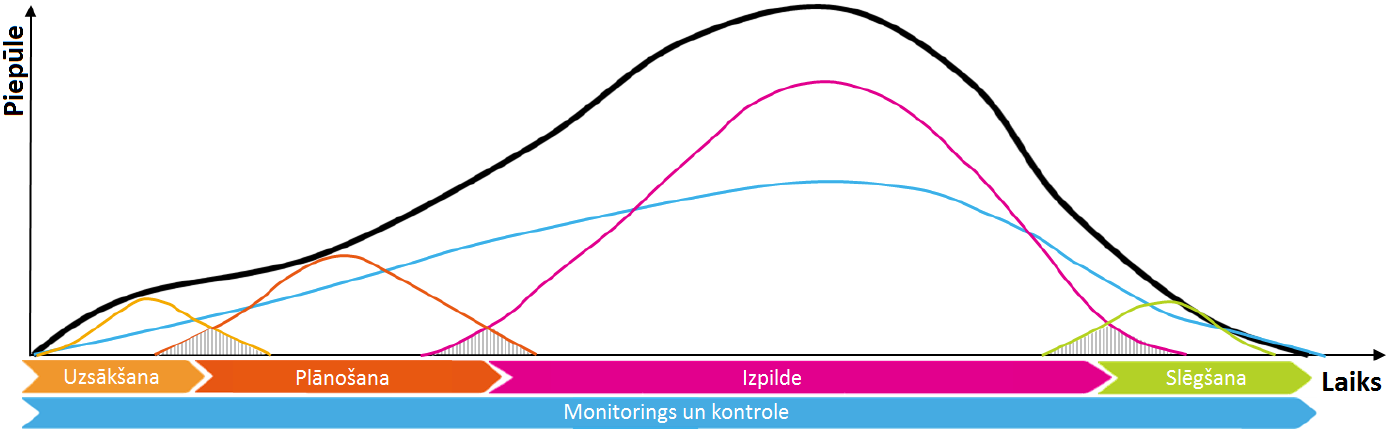 Piepūle
Uzsākšana
Plānošana
Izpilde
Slēgšana
Laiks
Monitorings un kontrole